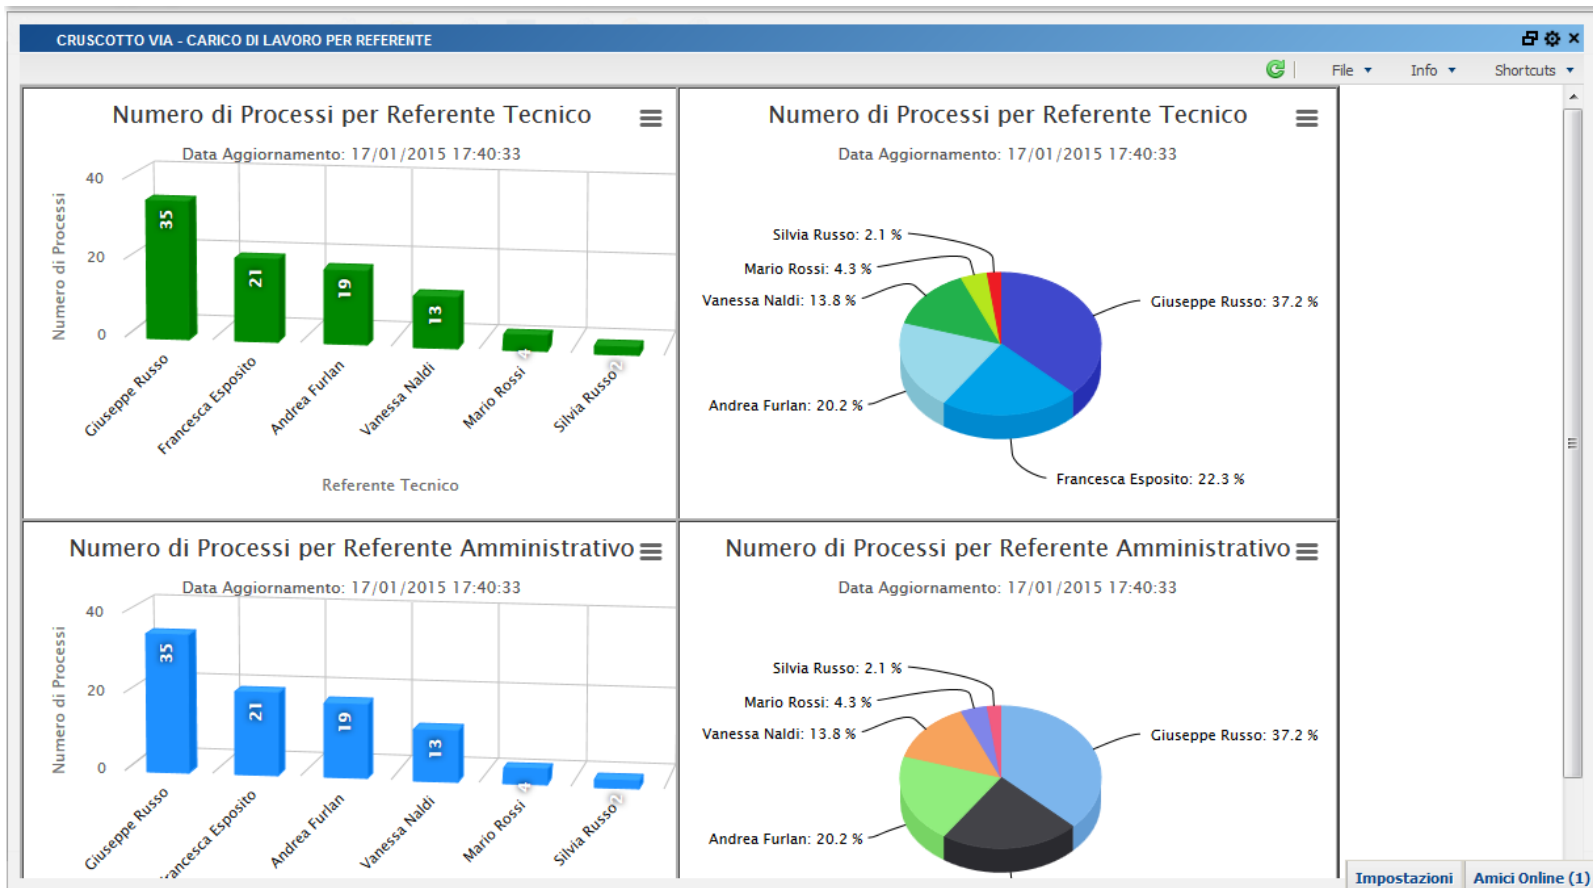 CRUSCOTTO VIA - CARICO DI LAVORO PER REFERENTE
File Info Shortcuts
Numero di Processi per Referente Tecnico
Data Aggiornamento: 17/01/2015 17:40:33
Numero di Processi
40
20
0
35
21
19
13
4
2
Giuseppe Russo
Francesca Esposito
Andrea Furlan
Vanessa Naldi
Mario Rossi
Silvia Russo
Referente Tecnico
Numero di Processi per Referente Tecnico
Data Aggiornamento: 17/01/2015 17:40:33
Silvia Russo: 2.1 %
Mario Rossi: 4.3 %
Vanessa Naldi: 13.8 %
Giuseppe Russo: 37.2 %
Andrea Furlan: 20.2 %
Francesca Esposito: 22.3 %
Numero di Processi per Referente Amministrativo
Data Aggiornamento: 17/01/2015 17:40:33
Numero di Processi
40
20
0
35
21
19
13
4
2
Giuseppe Russo
rancesca Esposito
Andrea Furlan
Vanessa Naldi
Mario Rossi
Silvia Russo
Numero di Processi per Referente Amministrativo
Data Aggiornamento: 17/01/2015 17:40:33
Silvia Russo: 2.1 %
Mario Rossi: 4.3 %
Vanessa Naldi: 13.8 %
Giuseppe Russo: 37.2 %
Andrea Furlan: 20.2 %
Impostazioni Amici Online (1)